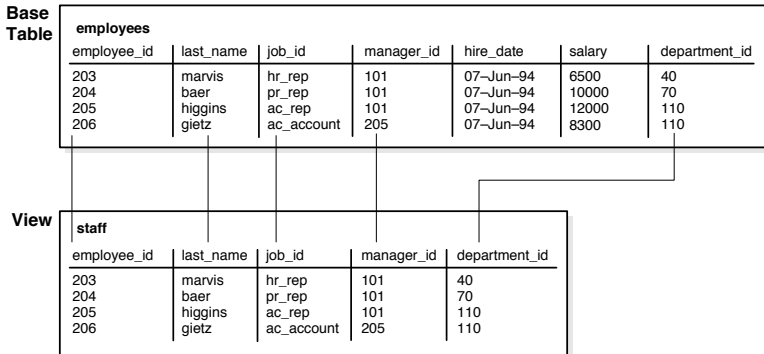 Base
Table
employees
employee_id last_name job_id manager_id hire_date salary department_id
203 marvis hr_rep 101 07–Jun–94 6500 40
204 baer pr_rep 101 07–Jun–94 10000 70
205 higgins ac_rep 101 07–Jun–94 12000 110
206 gietz ac_account 205 07–Jun–94 8300 110
View
staff
employee_id last_name job_id manager_id department_id
203 marvis hr_rep 101 40
204 baer pr_rep 101 70
205 higgins ac_rep 101 110
206 gietz ac_account 205 110